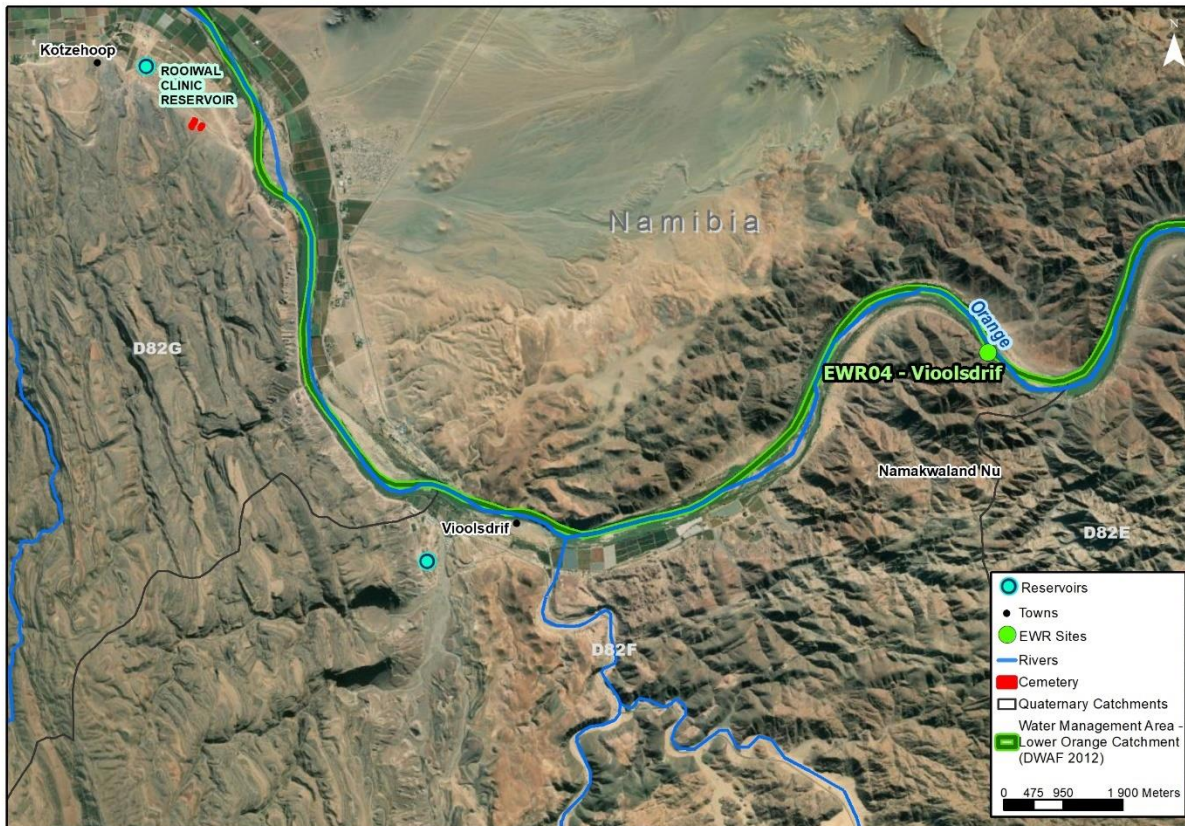 N
Kotzehoop
ROOIWAL
CLINIC
RESERVOIR
Namibia
Orange
D82G
EWR04 - Vioolsdrif
Namakwaland Nu
Vioolsdrif
D82E
D82F
Reservoirs
Towns
EWR Sites
Rivers
Cemetery
Quaternary Catchments
Water Management Area -
Lower Orange Catchment
(DWAF 2012)
0 475 950 1 900 Meters